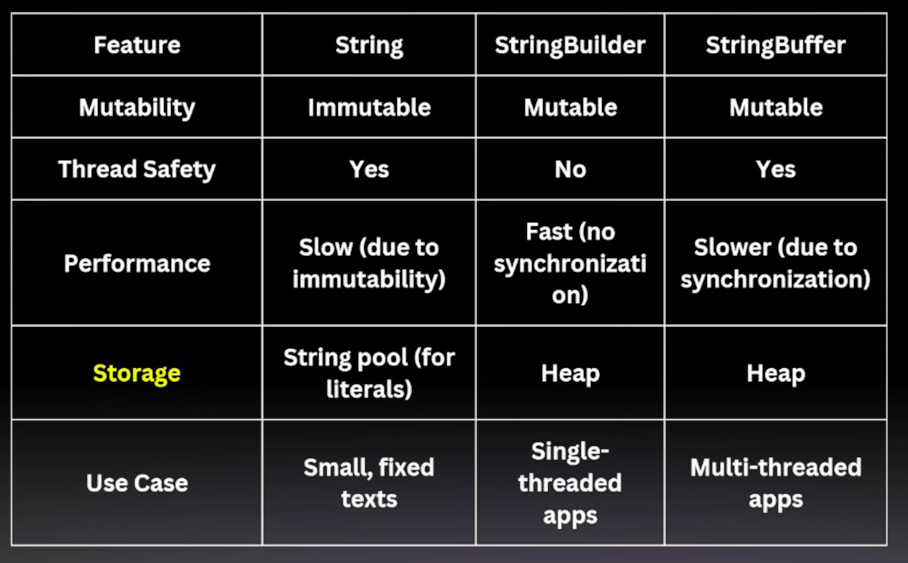 Feature String StringBuilder StringBuffer
Mutability Immutable Mutable Mutable
Thread Safety Yes No Yes
Performance
Slow (due to
immutability)
Fast (no
synchronizati
on)
Slower (due to
synchronization)
Storage
String pool (for
literals)
Heap
Heap
Use Case
Small, fixed
texts
Single-
threaded
apps
Multi-threaded
apps